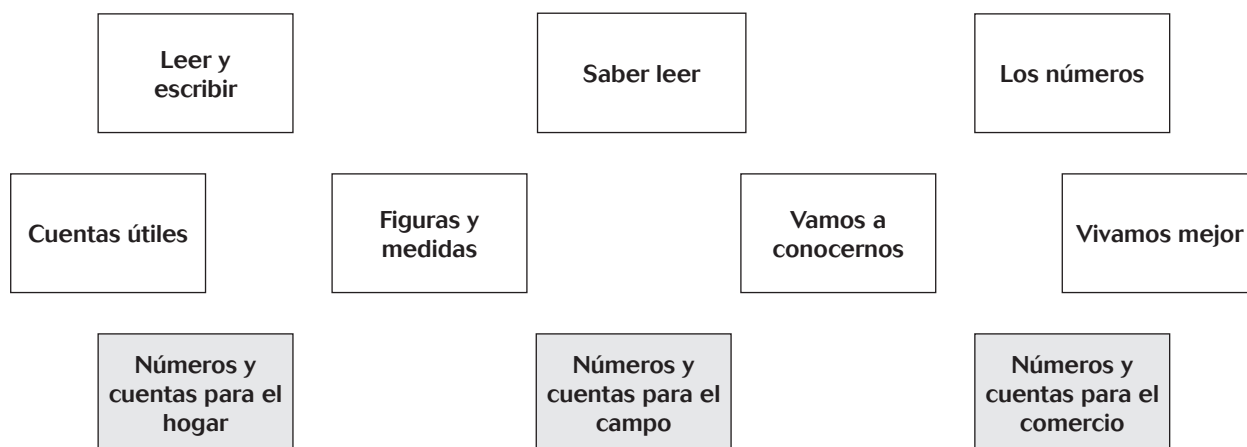 Leer y
escribir
Saber leer
Los números
Cuentas útiles
Figuras y
medidas
Vamos a
conocernos
Vivamos mejor
Números y
cuentas para el
hogar
Números y
cuentas para el
campo
Números y
cuentas para el
comercio